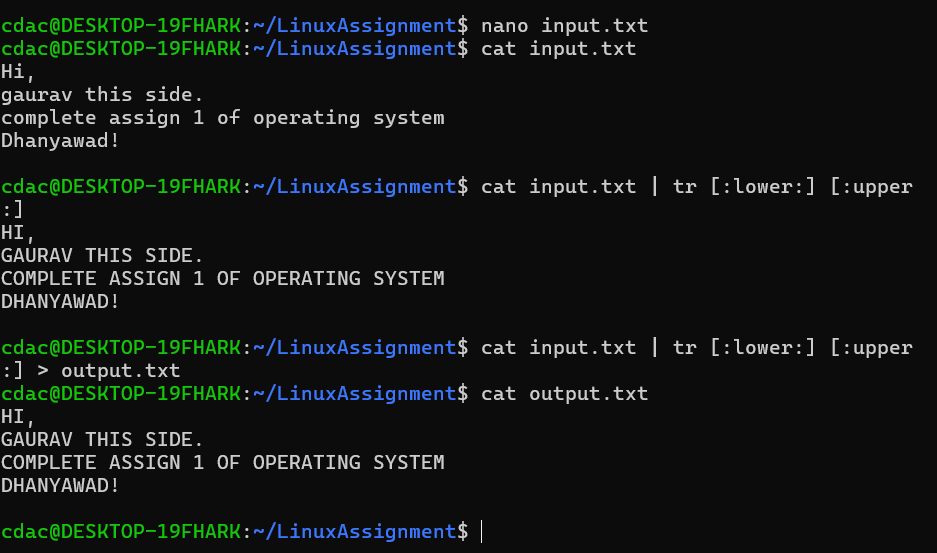 cdac@DESKTOP-19FHARK:~/LinuxAssignment$ nano input.txt
cdac@DESKTOP-19FHARK:~/LinuxAssignment$ cat input.txt
Hi,
gaurav this side.
complete assign 1 of operating system
Dhanyawad!
cdac@DESKTOP-19FHARK:~/LinuxAssignment$ cat input.txt | tr [:lower:] [:upper
:]
HI,
GAURAV THIS SIDE.
COMPLETE ASSIGN 1 OF OPERATING SYSTEM
DHANYAWAD!
cdac@DESKTOP-19FHARK:~/LinuxAssignment$ cat input.txt | tr [:lower:] [:upper
:] > output.txt
cdac@DESKTOP-19FHARK:~/LinuxAssignment$ cat output.txt
HI,
GAURAV THIS SIDE.
COMPLETE ASSIGN 1 OF OPERATING SYSTEM
DHANYAWAD!
cdac@DESKTOP-19FHARK:~/LinuxAssignment$